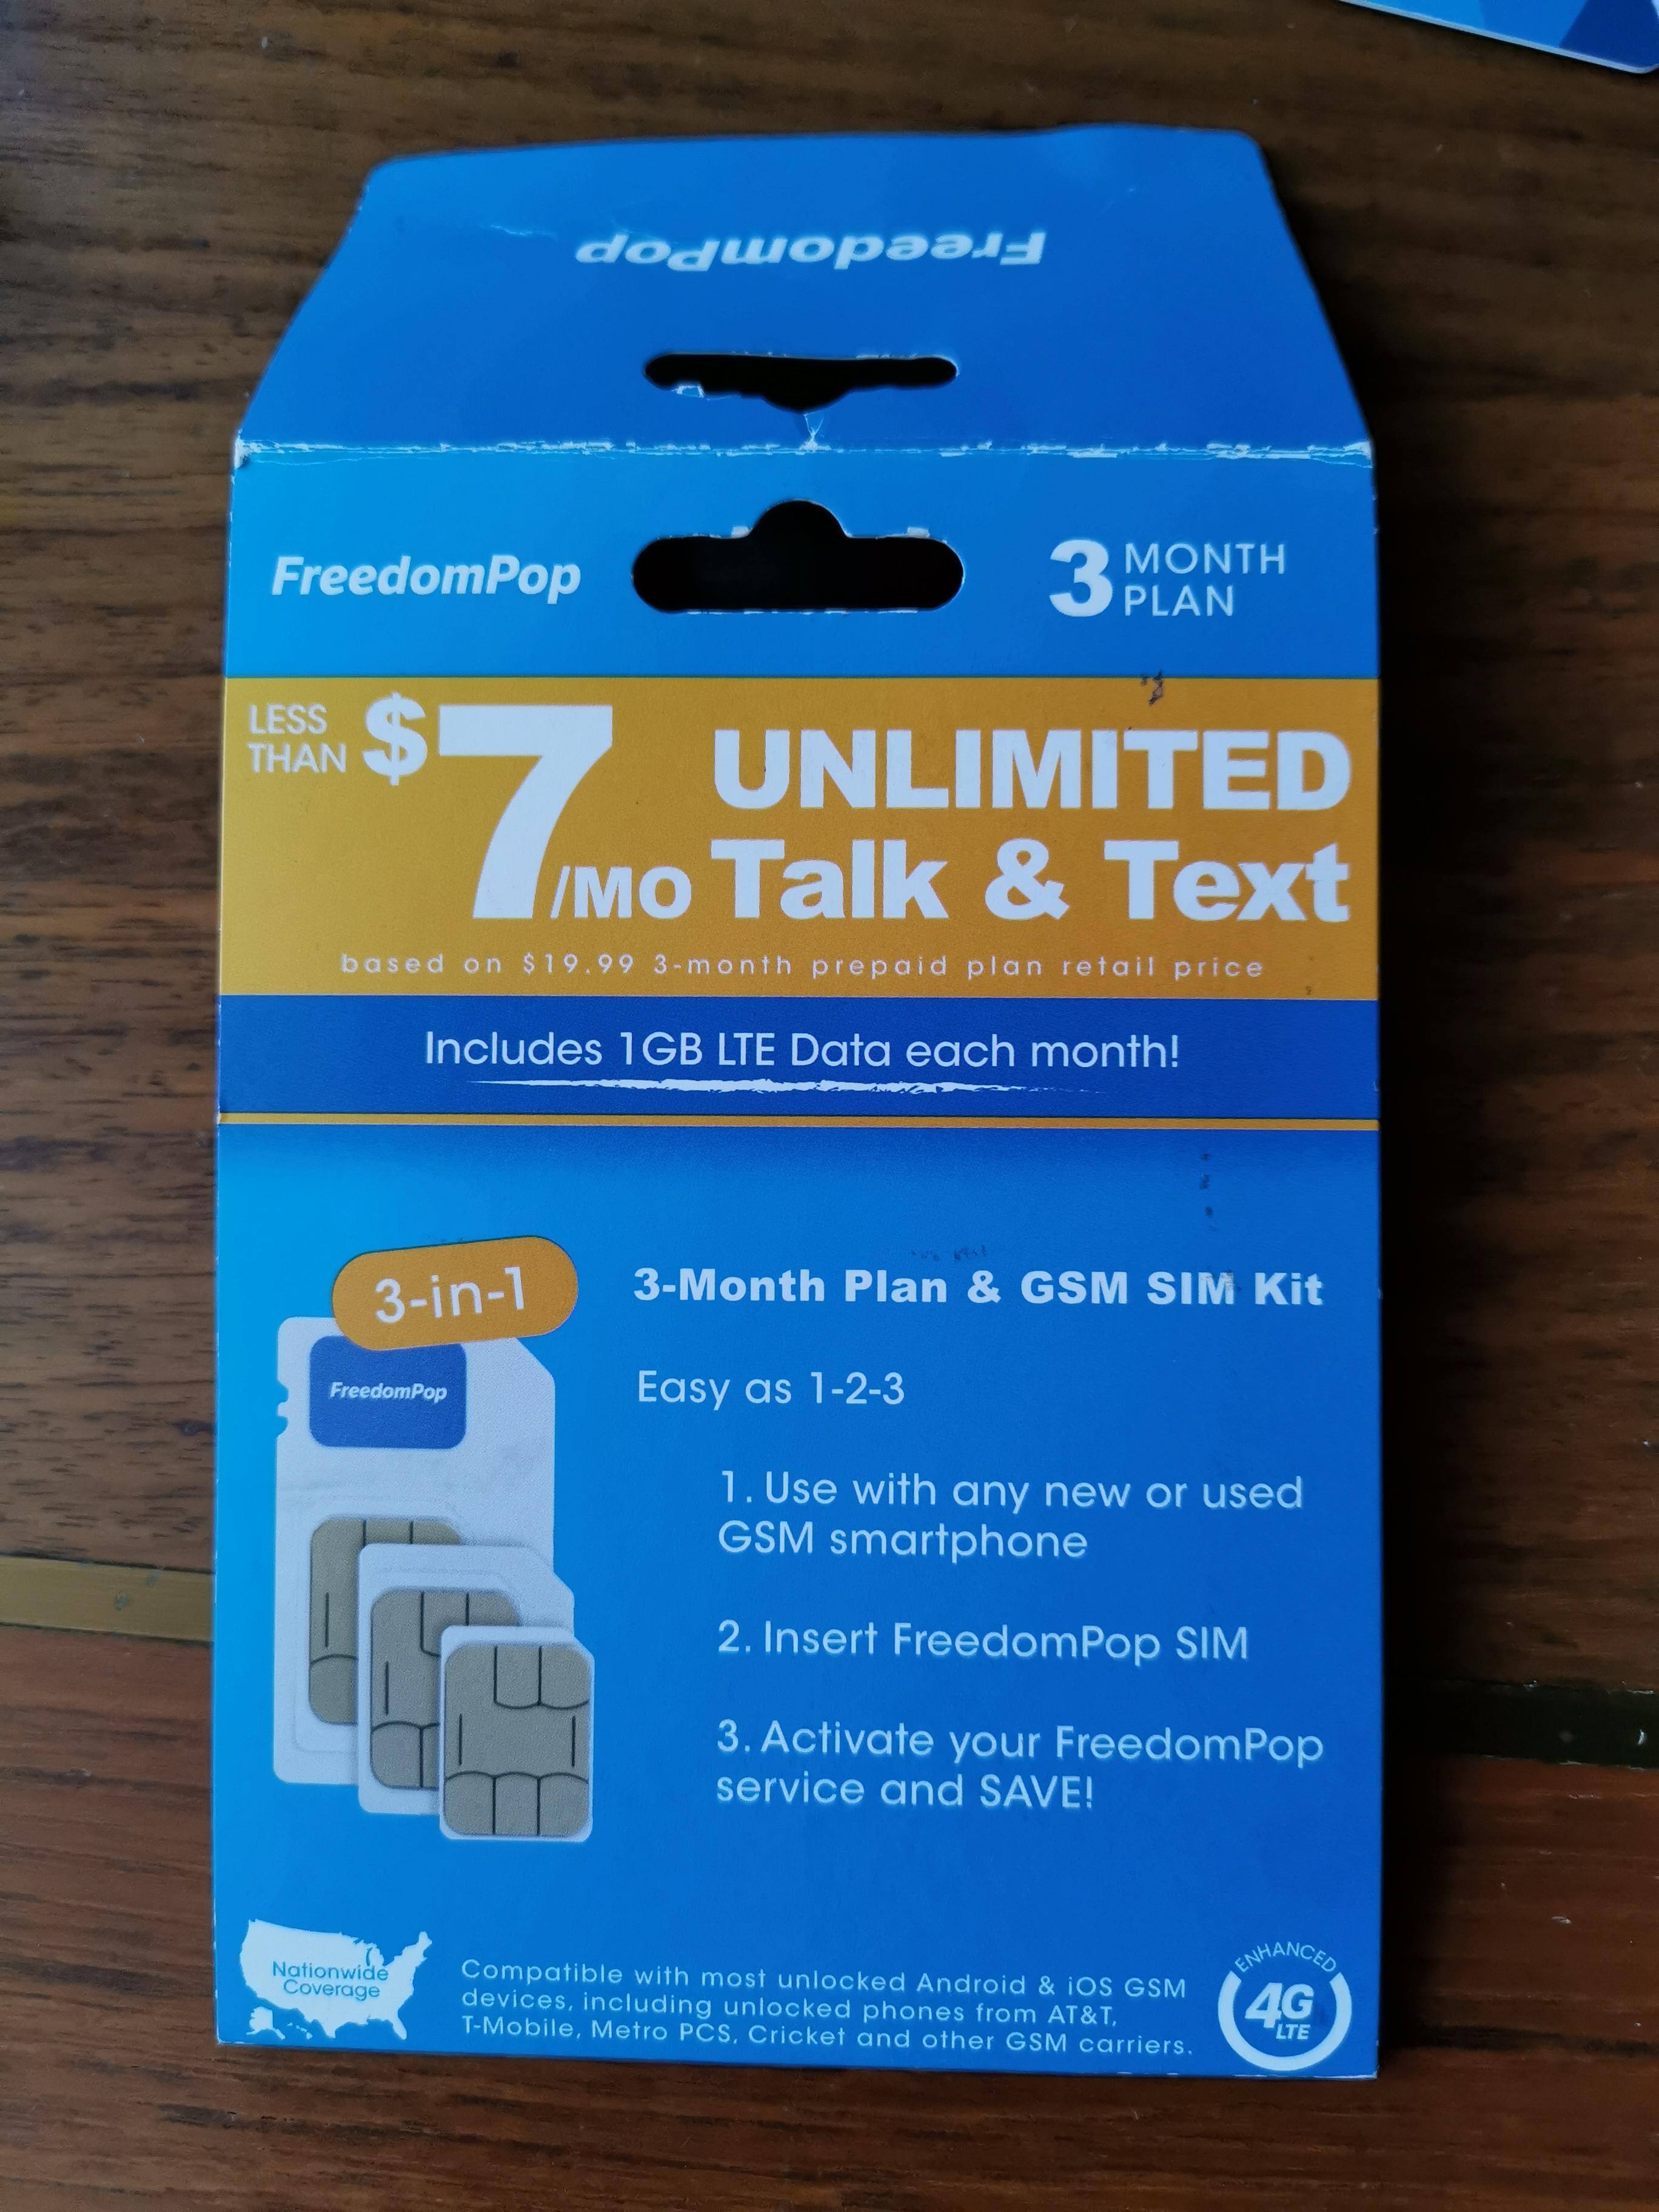 FreedomPop
FreedomPop
3 MONTH
PLAN
LESS
THAN $7/MO
UNLIMITED
Talk & Text
based on $19.99 3-month prepaid plan retail price
Includes 1GB LTE Data each month!
3-in-1
FreedomPop
3-Month Plan & GSM SIM Kit
Easy as 1-2-3
1. Use with any new or used
GSM smartphone
2. Insert FreedomPop SIM
3. Activate your FreedomPop
service and SAVE!
Nationwide
Coverage
Compatible with most unlocked Android & iOS GSM
devices, including unlocked phones from AT&T,
T-Mobile, Metro PCS, Cricket and other GSM carriers.
ENHANCED
4G
LTE